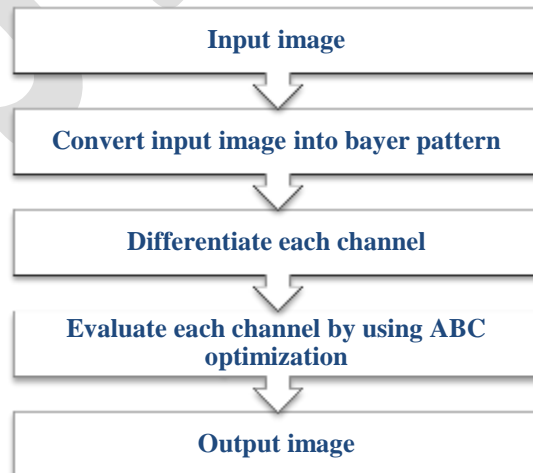 Input image
Convert input image into bayer pattern
Differentiate each channel
Evaluate each channel by using ABC
optimization
Output image